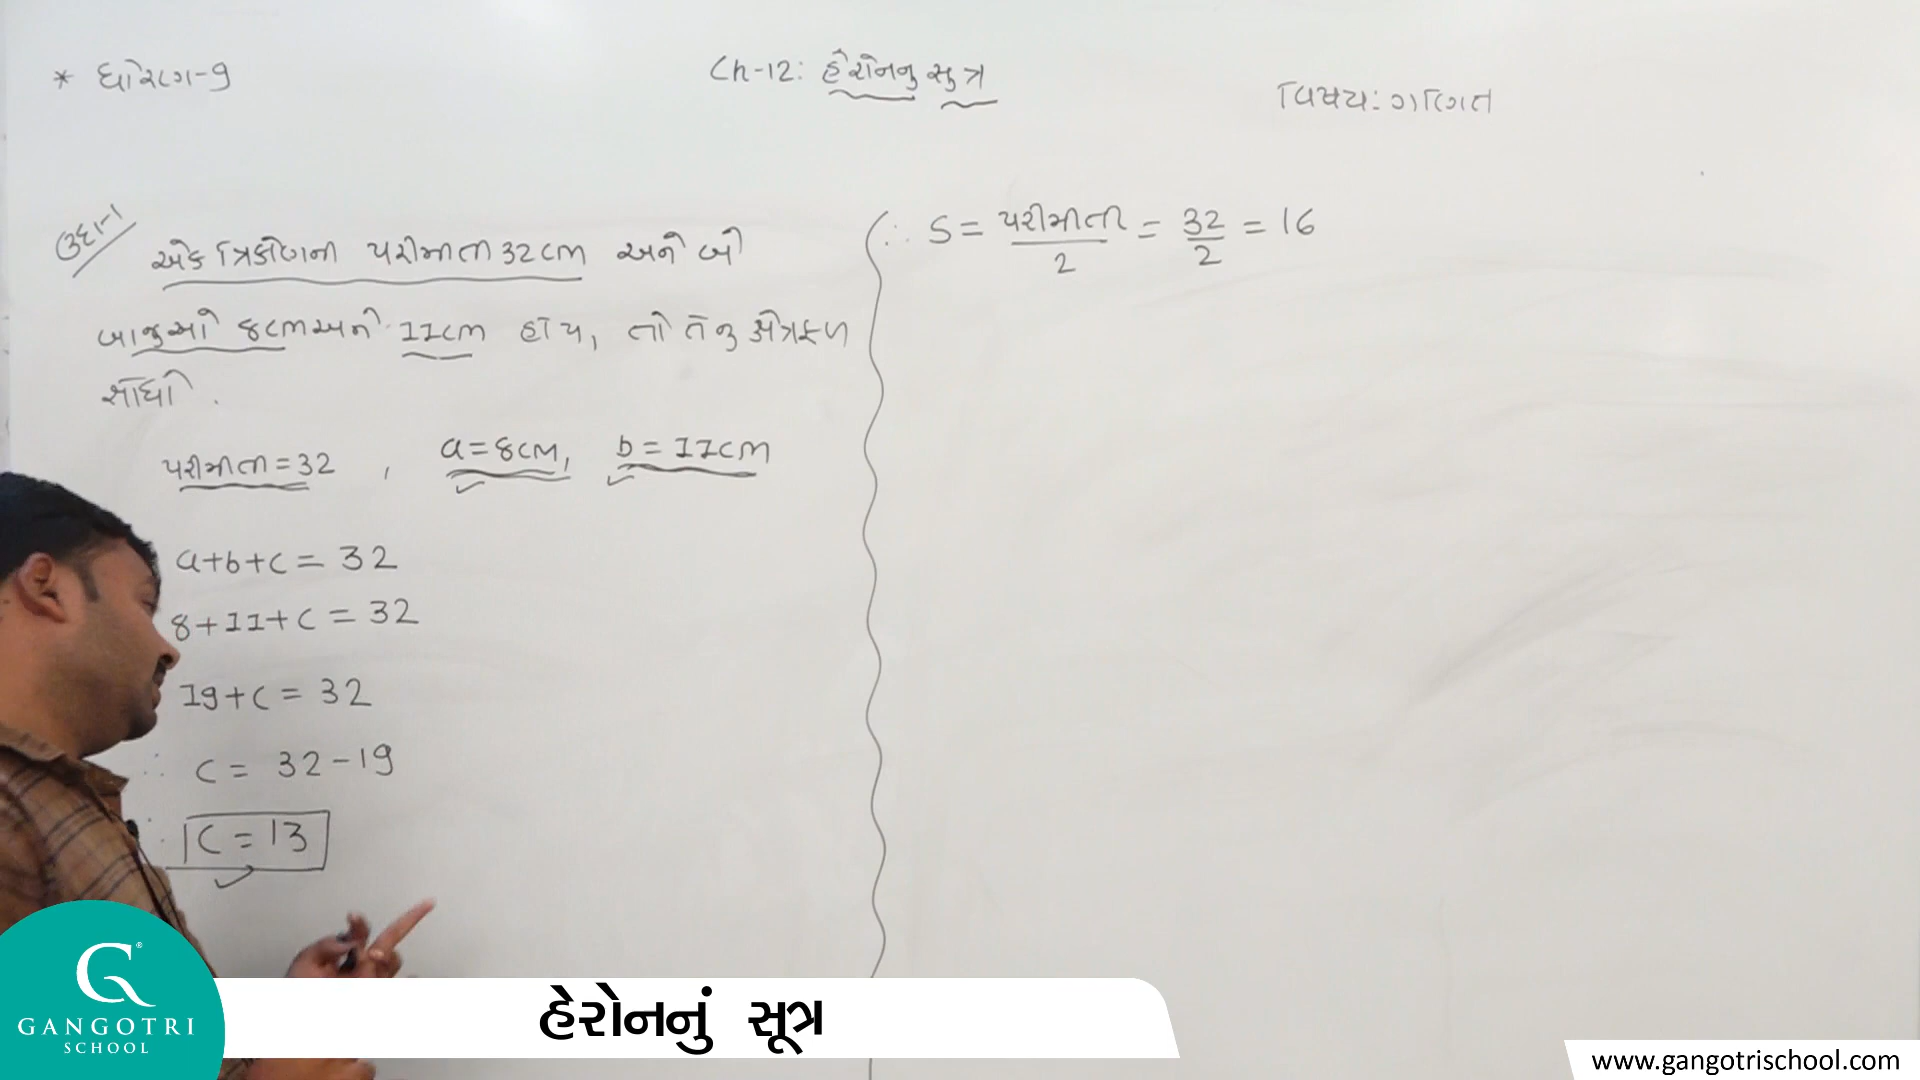 * ધોરણ-9
Ch-12: હેરોનનુ સુત્ર
વિષય: ગણિત
ઉદા-1
એક ત્રિકોણની પરીમીતી 32cm અને બે
બાજુઓ 8cm અને 11cm હોય, તો તેનુ ક્ષેત્રફળ
શોધો.
પરીમીતી = 32 , a = 8cm, b = 11cm
a+b+c = 32
8+11+c = 32
19+c = 32
∴ c = 32-19
∴ c = 13
∴ S = પરીમીતી/2 = 32/2 = 16
હેરોનનું સૂત્ર
G®
GANGOTRI
SCHOOL
www.gangotrischool.com